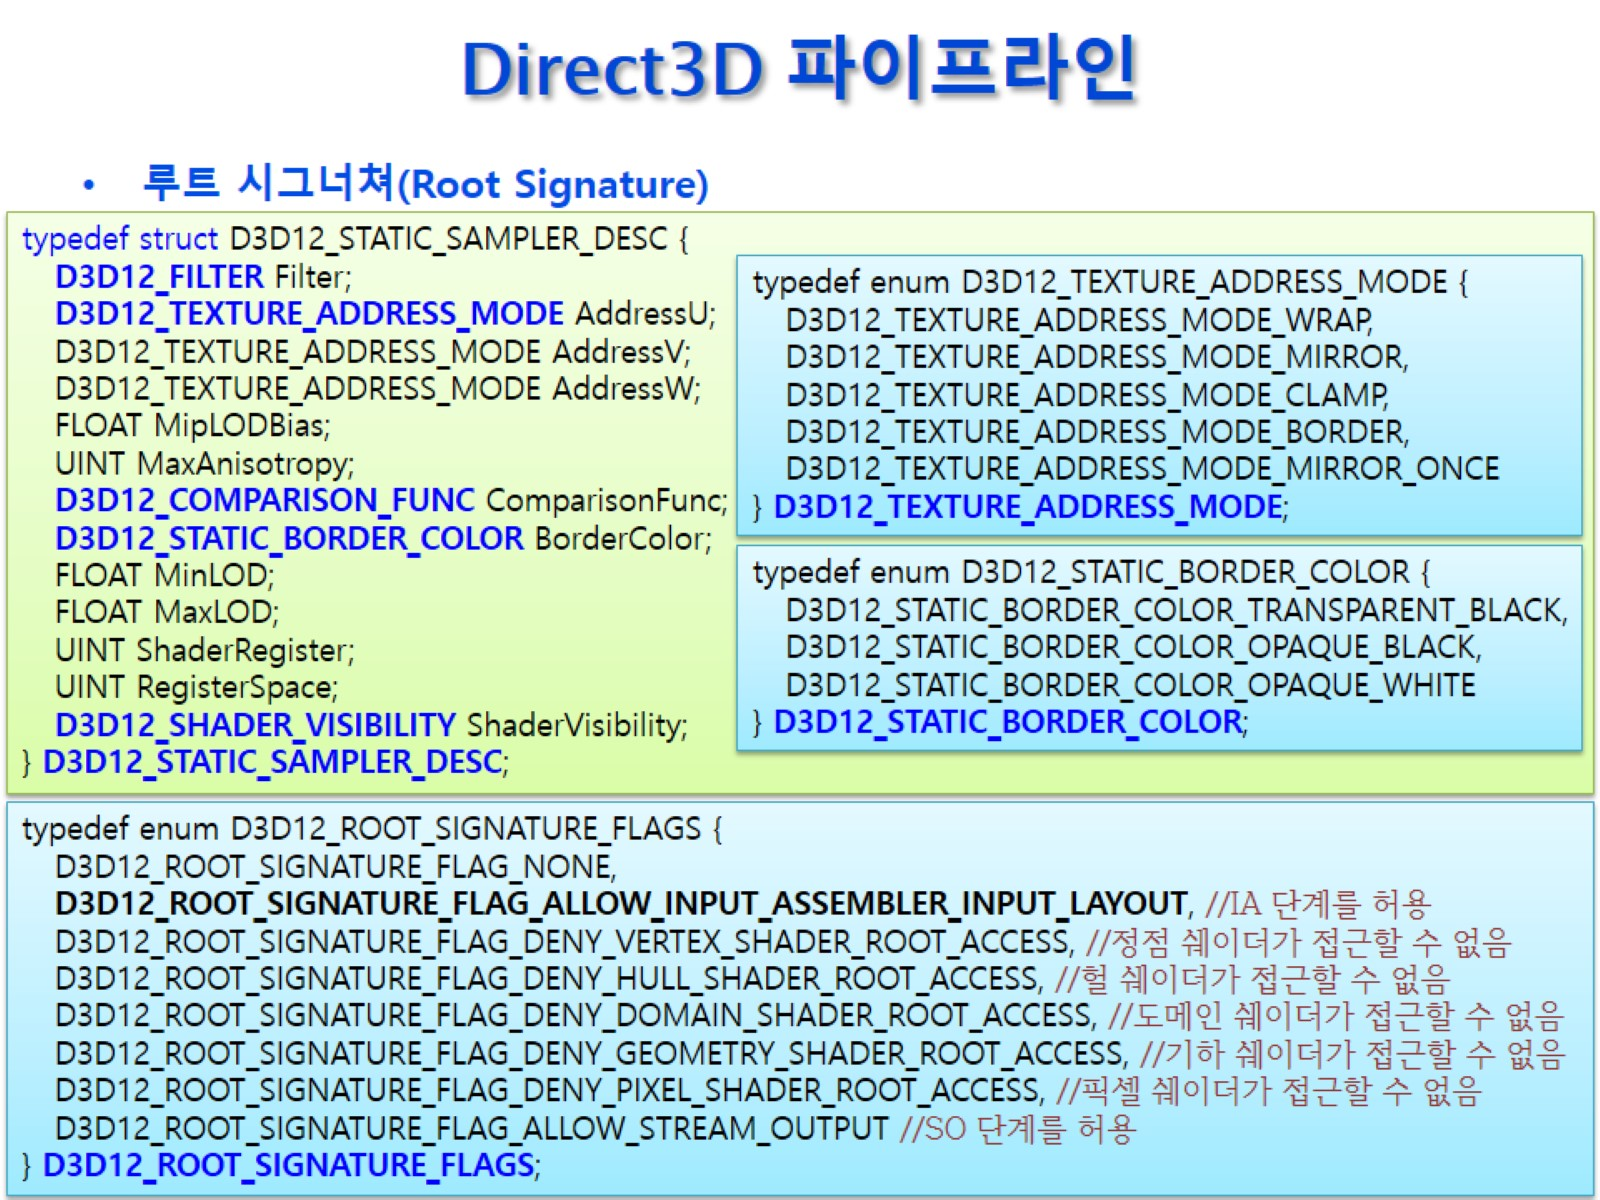 Direct3D 파이프라인
• 루트 시그너쳐(Root Signature)
typedef struct D3D12_STATIC_SAMPLER_DESC {
D3D12_FILTER Filter;
D3D12_TEXTURE_ADDRESS_MODE AddressU;
D3D12_TEXTURE_ADDRESS_MODE AddressV;
D3D12_TEXTURE_ADDRESS_MODE AddressW;
FLOAT MipLODBias;
UINT MaxAnisotropy;
D3D12_COMPARISON_FUNC ComparisonFunc;
D3D12_STATIC_BORDER_COLOR BorderColor;
FLOAT MinLOD;
FLOAT MaxLOD;
UINT ShaderRegister;
UINT RegisterSpace;
D3D12_SHADER_VISIBILITY ShaderVisibility;
} D3D12_STATIC_SAMPLER_DESC;
typedef enum D3D12_TEXTURE_ADDRESS_MODE {
D3D12_TEXTURE_ADDRESS_MODE_WRAP,
D3D12_TEXTURE_ADDRESS_MODE_MIRROR,
D3D12_TEXTURE_ADDRESS_MODE_CLAMP,
D3D12_TEXTURE_ADDRESS_MODE_BORDER,
D3D12_TEXTURE_ADDRESS_MODE_MIRROR_ONCE
} D3D12_TEXTURE_ADDRESS_MODE;
typedef enum D3D12_STATIC_BORDER_COLOR {
D3D12_STATIC_BORDER_COLOR_TRANSPARENT_BLACK,
D3D12_STATIC_BORDER_COLOR_OPAQUE_BLACK,
D3D12_STATIC_BORDER_COLOR_OPAQUE_WHITE
} D3D12_STATIC_BORDER_COLOR;
typedef enum D3D12_ROOT_SIGNATURE_FLAGS {
D3D12_ROOT_SIGNATURE_FLAG_NONE,
D3D12_ROOT_SIGNATURE_FLAG_ALLOW_INPUT_ASSEMBLER_INPUT_LAYOUT, //IA 단계를 허용
D3D12_ROOT_SIGNATURE_FLAG_DENY_VERTEX_SHADER_ROOT_ACCESS, //정점 쉐이더가 접근할 수 없음
D3D12_ROOT_SIGNATURE_FLAG_DENY_HULL_SHADER_ROOT_ACCESS, //헐 쉐이더가 접근할 수 없음
D3D12_ROOT_SIGNATURE_FLAG_DENY_DOMAIN_SHADER_ROOT_ACCESS, //도메인 쉐이더가 접근할 수 없음
D3D12_ROOT_SIGNATURE_FLAG_DENY_GEOMETRY_SHADER_ROOT_ACCESS, //기하 쉐이더가 접근할 수 없음
D3D12_ROOT_SIGNATURE_FLAG_DENY_PIXEL_SHADER_ROOT_ACCESS, //픽셀 쉐이더가 접근할 수 없음
D3D12_ROOT_SIGNATURE_FLAG_ALLOW_STREAM_OUTPUT //SO 단계를 허용
} D3D12_ROOT_SIGNATURE_FLAGS;